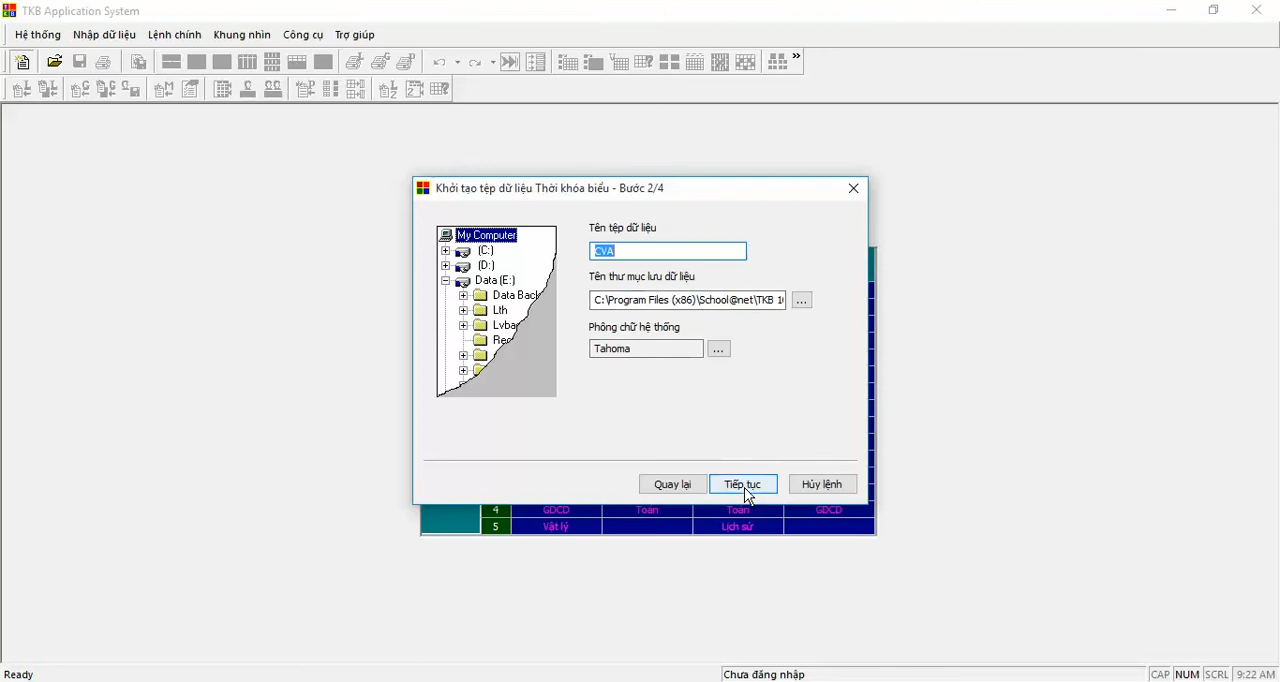 TKB Application System
Hệ thống Nhập dữ liệu Lệnh chính Khung nhìn Công cụ Trợ giúp
Khởi tạo tệp dữ liệu Thời khóa biểu - Bước 2/4
My Computer
(C:)
(D:)
Data (E:)
Data Back
Lth
Lvba
Rec
Tên tệp dữ liệu
CVA
Tên thư mục lưu dữ liệu
C:\Program Files (x86)\School@net\TKB 1
Phông chữ hệ thống
Tahoma
Quay lại Tiếp tục Hủy lệnh
4 GDCD Toán Toán GDCD
5 Vật lý Lịch sử
Ready Chưa đăng nhập CAP NUM SCRL 9:22 AM